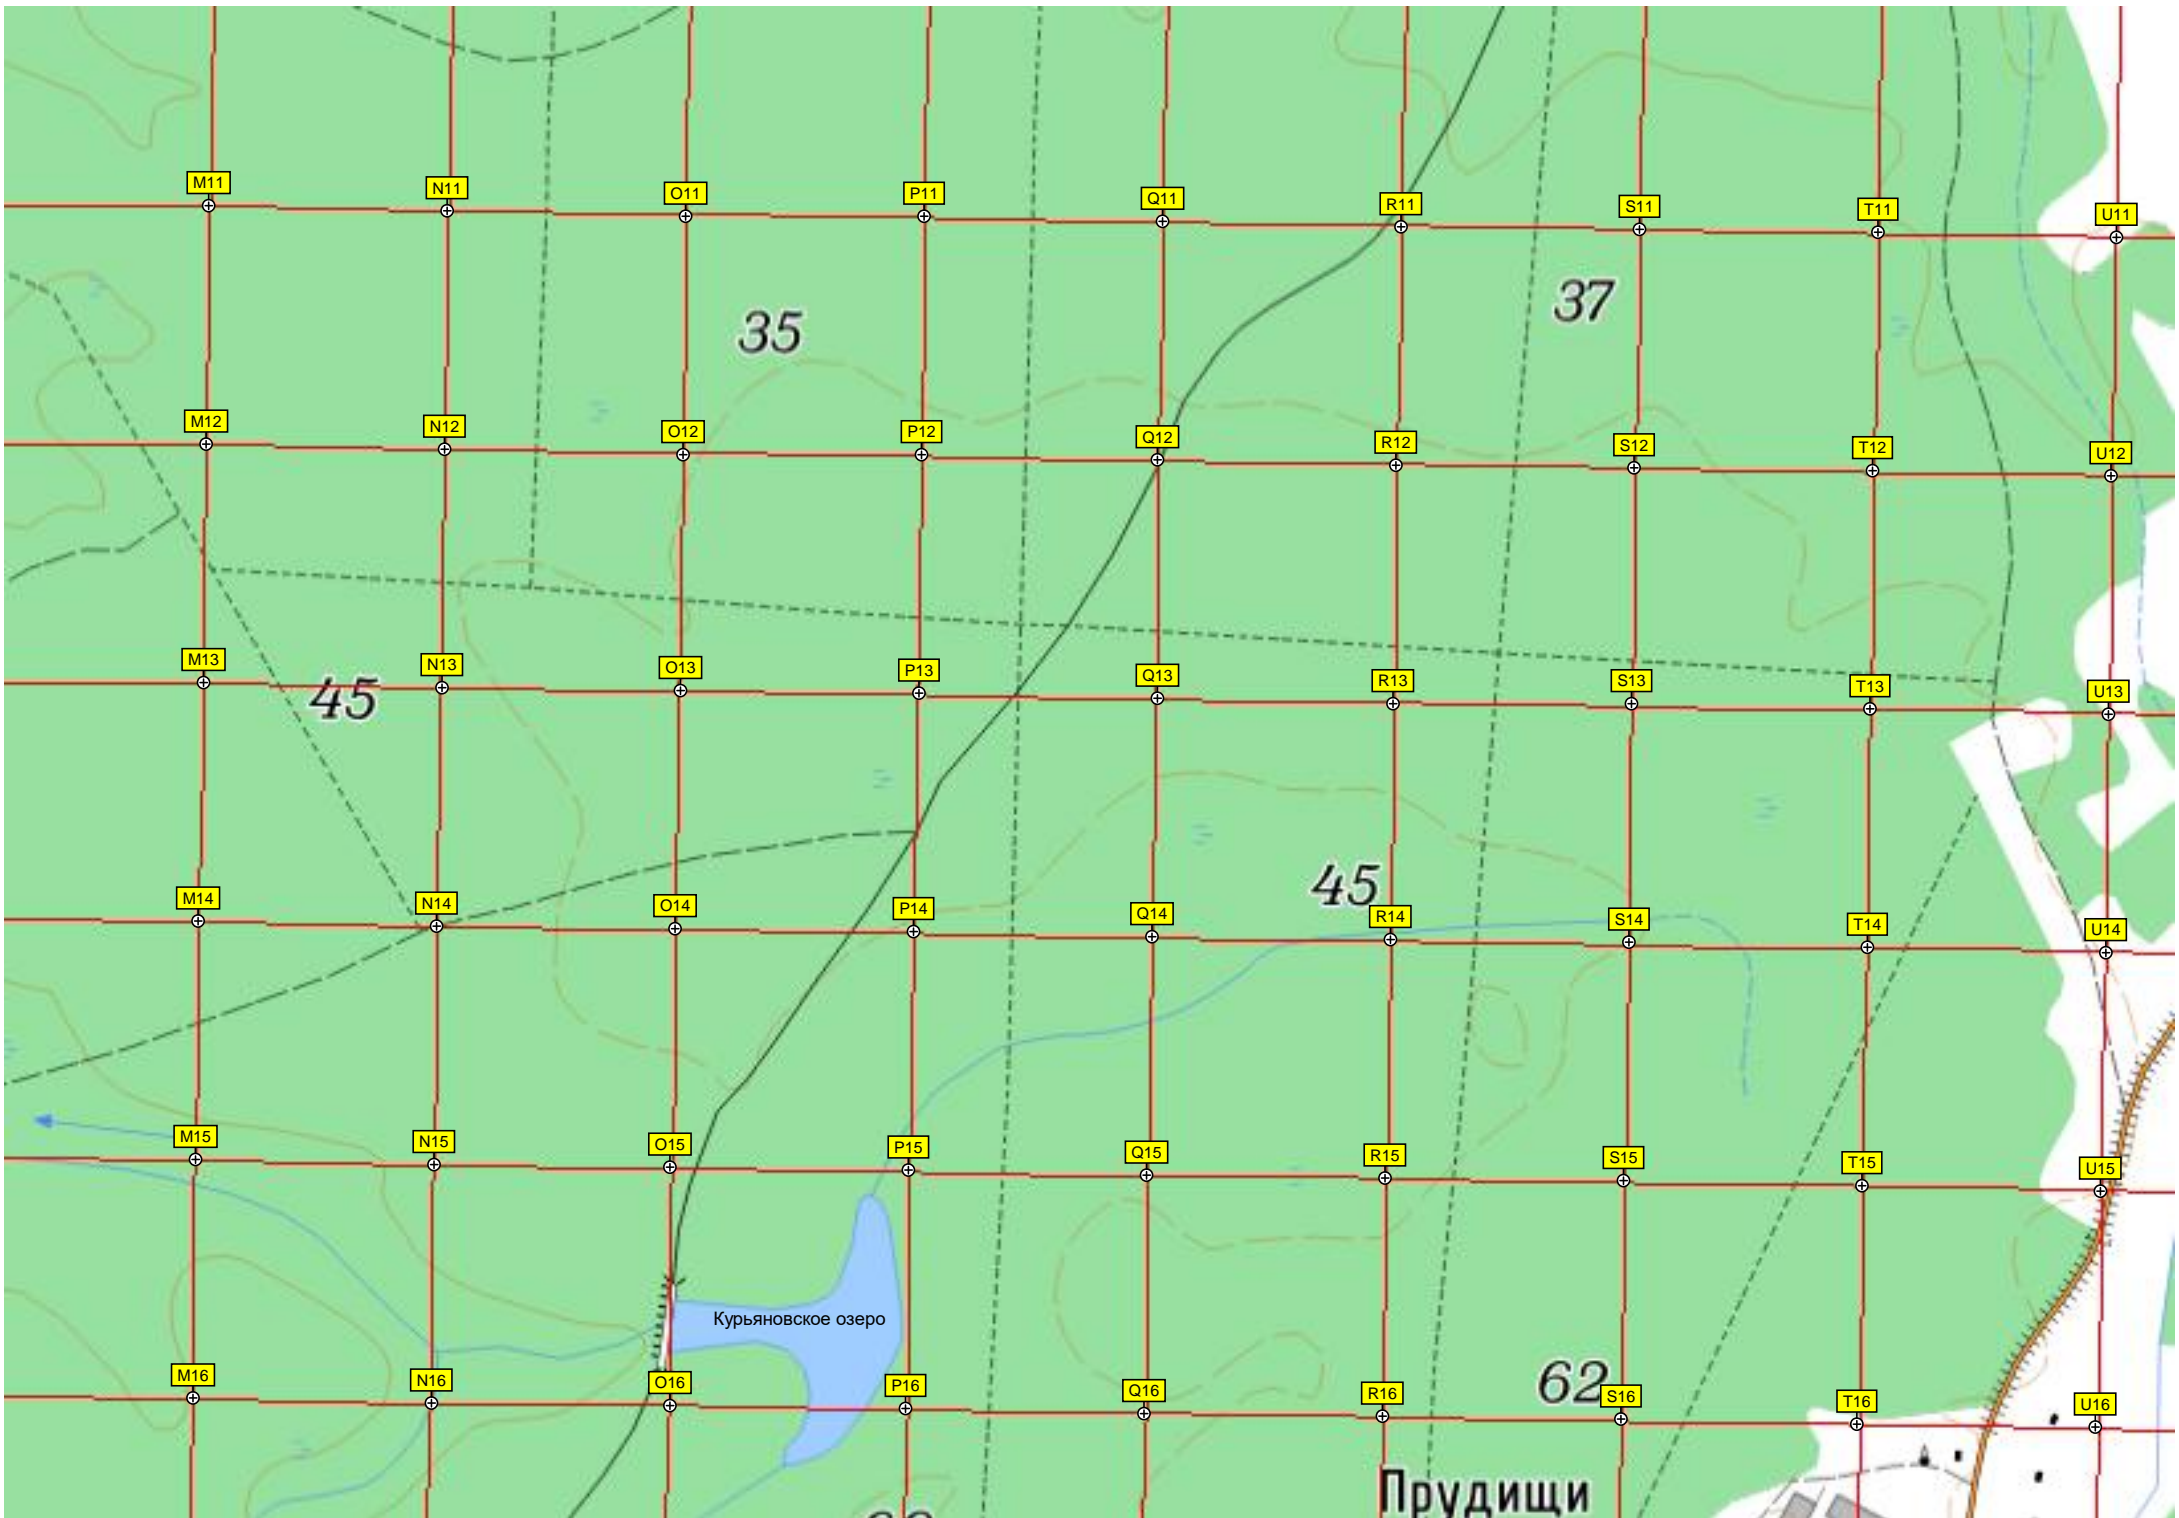 M11 N11 O11 P11 Q11 R11 S11 T11 U11
35 37
M12 N12 O12 P12 Q12 R12 S12 T12 U12
M13 N13 O13 P13 Q13 R13 S13 T13 U13
45
45
M14 N14 O14 P14 Q14 R14 S14 T14 U14
M15 N15 O15 P15 Q15 R15 S15 T15 U15
Курьяновское озеро
M16 N16 O16 P16 Q16 R16 S16 T16 U16
62
Прудищи